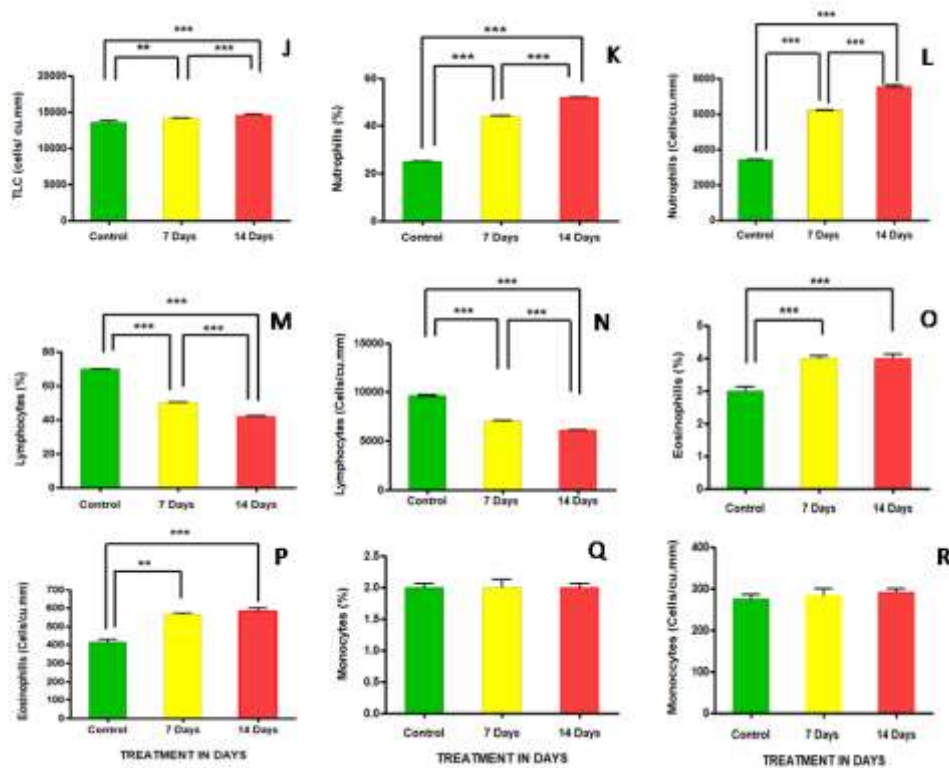 J
***
**
***
TLC (cells/ cu.mm)
20000
15000
10000
5000
0
Control
7 Days
14 Days
K
***
***
***
Nutrophilis (%)
60
40
20
0
Control
7 Days
14 Days
L
***
***
***
Nutrophilis (Cells/cu.mm)
8000
6000
4000
2000
0
Control
7 Days
14 Days
M
***
***
***
Lymphocytes (%)
80
60
40
20
0
Control
7 Days
14 Days
N
***
***
***
Lymphocytes (Cells/cu.mm)
15000
10000
5000
0
Control
7 Days
14 Days
O
***
***
Eosinophilis (%)
5
4
3
2
1
0
Control
7 Days
14 Days
P
***
**
Eosinophilis (Cells/cu mm)
700
600
500
400
300
200
100
0
Control
7 Days
14 Days
TREATMENT IN DAYS
Q
Monocytes (%)
2.5
2.0
1.5
1.0
0.5
0.0
Control
7 Days
14 Days
TREATMENT IN DAYS
R
Monoccytes (Cells/cu.mm)
400
300
200
100
0
Control
7 Days
14 Days
TREATMENT IN DAYS